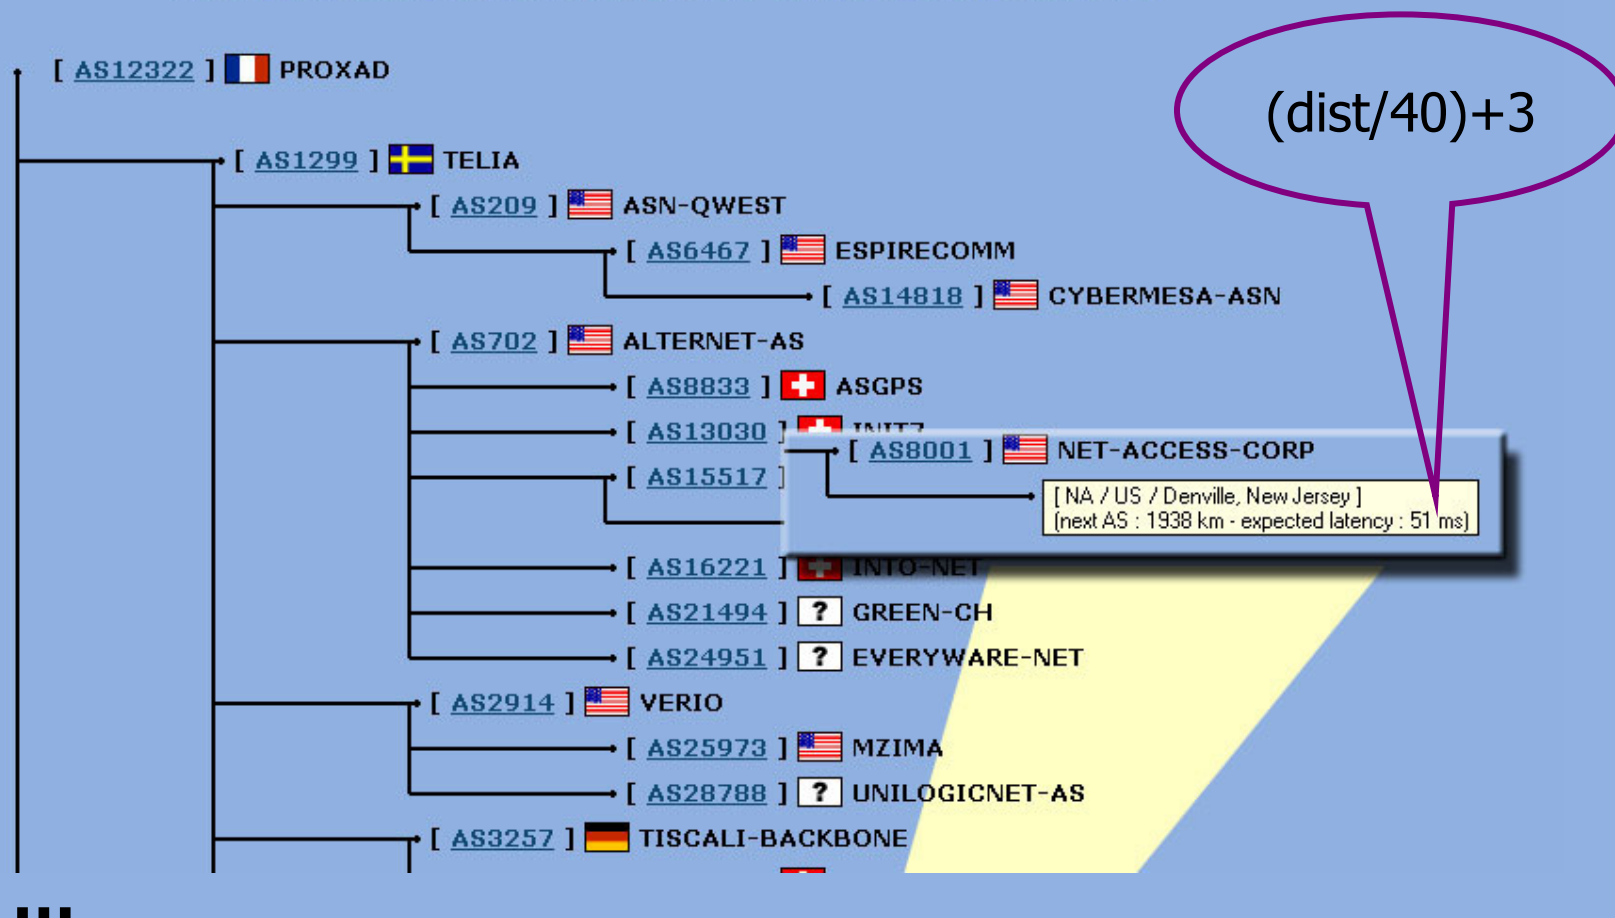 (dist/40)+3
[ AS12322 ] PROXAD
[ AS1299 ] TELIA
[ AS209 ] ASN-QWEST
[ AS6467 ] ESPIRECOMM
[ AS14818 ] CYBERMESA-ASN
[ AS702 ] ALTERNET-AS
[ AS8833 ] ASGPS
[ AS13030 ] INIT7
[ AS15517 ]
[ AS8001 ] NET-ACCESS-CORP
[ NA / US / Denville, New Jersey ]
(next AS : 1938 km - expected latency : 51 ms)
[ AS16221 ] INTO-NET
[ AS21494 ] ? GREEN-CH
[ AS24951 ] ? EVERYWARE-NET
[ AS2914 ] VERIO
[ AS25973 ] MZIMA
[ AS28788 ] ? UNILOGICNET-AS
[ AS3257 ] TISCALI-BACKBONE